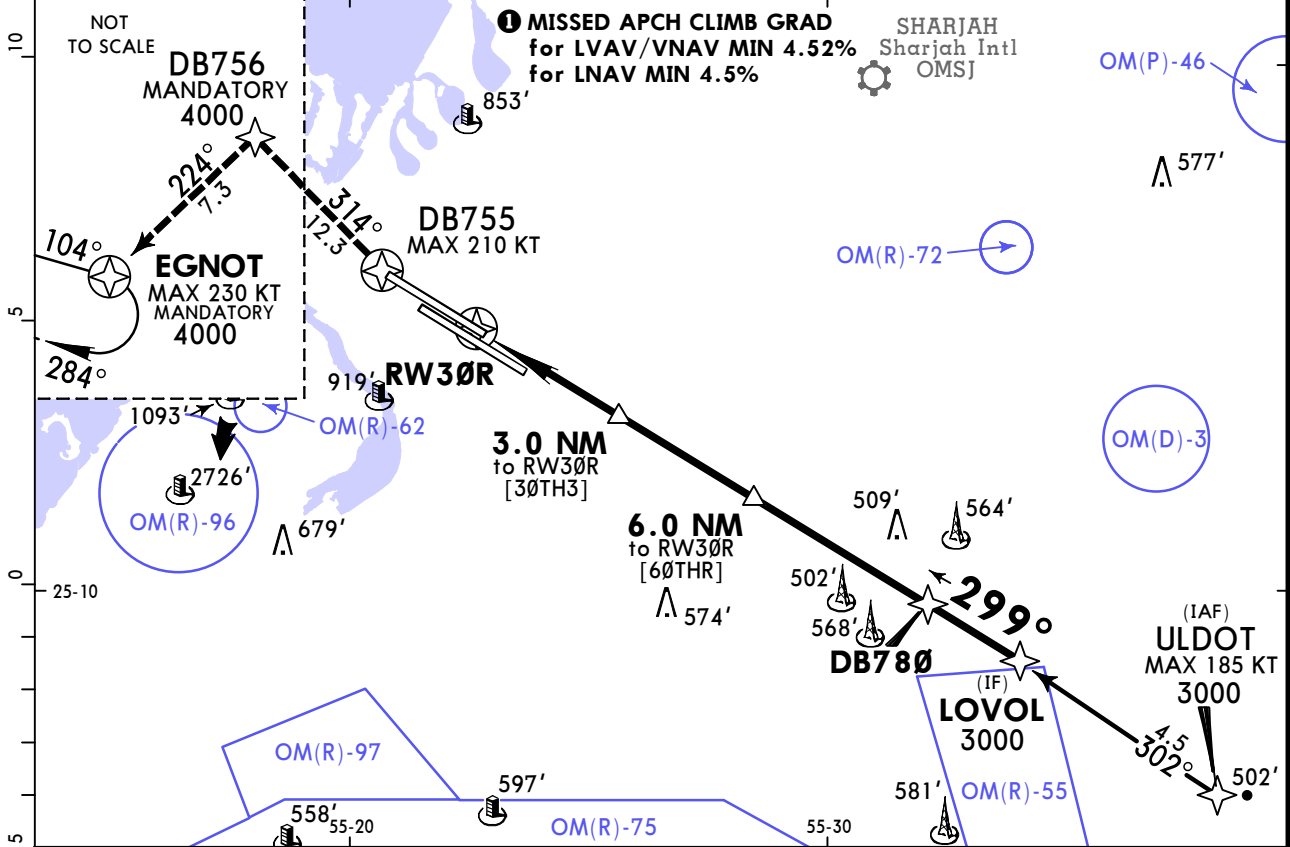 NOT
TO SCALE
DB756
MANDATORY
4000
224°
7.3
314°
12.3
104°
EGNOT
MAX 230 KT
MANDATORY
4000
284°
❶ MISSED APCH CLIMB GRAD
for LVAV/VNAV MIN 4.52%
for LNAV MIN 4.5%
SHARJAH
Sharjah Intl
OMSJ
OM(P)-46
853'
577'
DB755
MAX 210 KT
OM(R)-72
10
5
0
5
919'
RW3ØR
1093'
OM(R)-62
OM(D)-3
2726'
OM(R)-96
679'
3.0 NM
to RW3ØR
[3ØTH3]
6.0 NM
to RW3ØR
[6ØTHR]
509'
564'
25-10
574'
502'
568'
DB78Ø
299°
(IAF)
ULDOT
MAX 185 KT
3000
(IF)
LOVOL
3000
4.5
302°
502'
OM(R)-97
597'
581'
OM(R)-55
558'
55-20
OM(R)-75
55-30